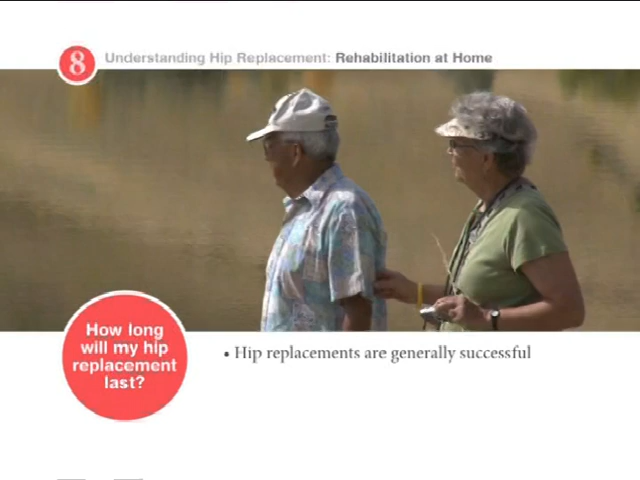 8 Understanding Hip Replacement: Rehabilitation at Home
How long
will my hip
replacement
last?
• Hip replacements are generally successful